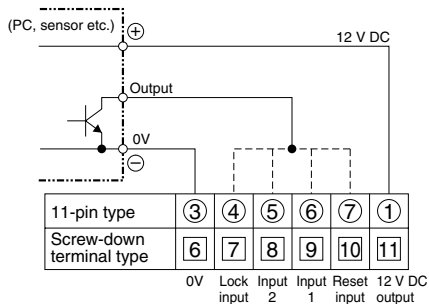 (PC, sensor etc.)
⊕
12 V DC
Output
0V
⊖
11-pin type ③ ④ ⑤ ⑥ ⑦ ①
Screw-down terminal type 6 7 8 9 10 11
0V Lock input Input 2 Input 1 Reset input 12 V DC output